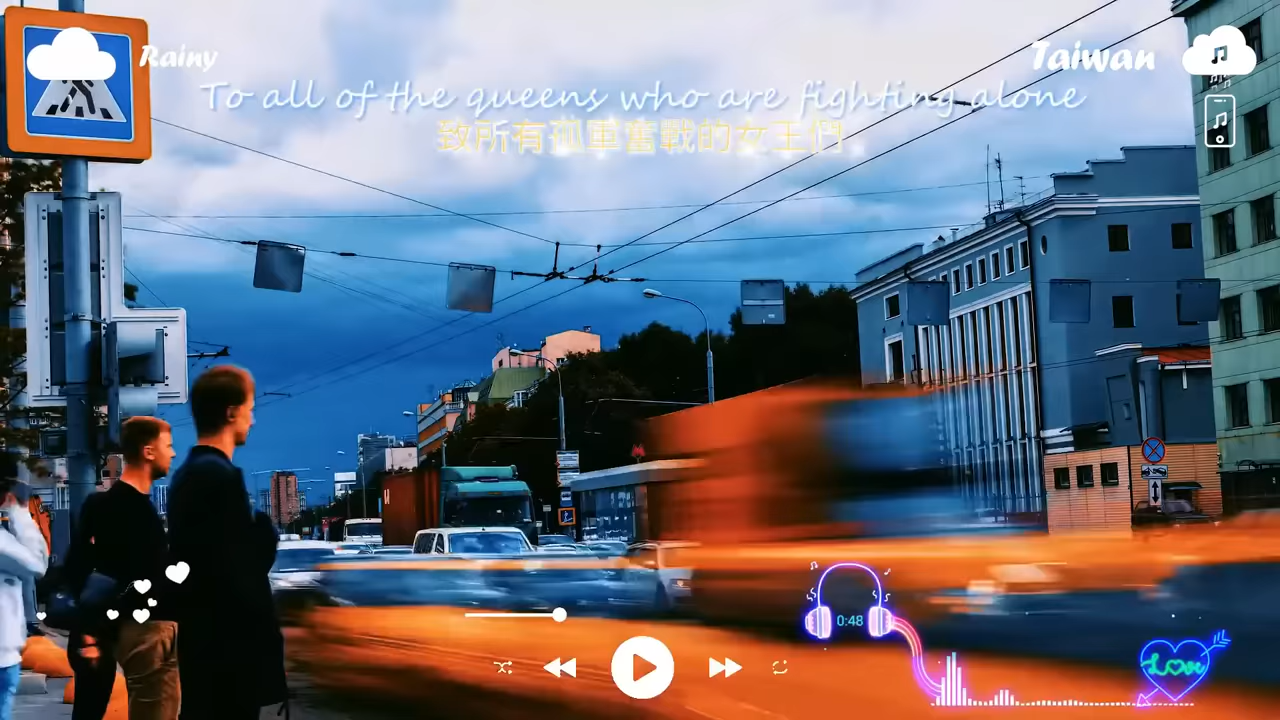 Rainy
Taiwan
To all of the queens who are fighting alone
致所有孤軍奮戰的女王們
0:48
Love